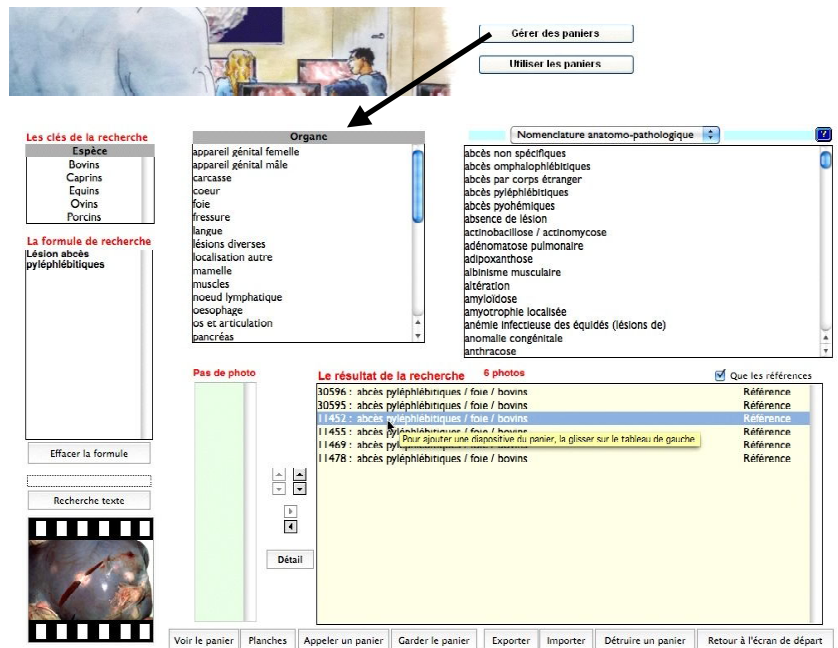 Gérer des paniers
Utiliser les paniers
Les clés de la recherche
Espèce
Bovins
Caprins
Equins
Ovins
Porcins
La formule de recherche
Lésion abcès
pyléphlébitiques
Effacer la formule
Recherche texte
Organe
appareil génital femelle
appareil génital mâle
carcasse
coeur
foie
fressure
langue
lésions diverses
localisation autre
mamelle
muscles
noeud lymphatique
oesophage
os et articulation
pancréas
Nomenclature anatomo-pathologique
?
abcès non spécifiques
abcès omphalophlébitiques
abcès par corps étranger
abcès pyléphlébitiques
abcès pyohémiques
absence de lésion
actinobacillose / actinomycose
adénomatose pulmonaire
adipoxanthose
albinisme musculaire
altération
amyloïdose
amyotrophie localisée
anémie infectieuse des équidés (lésions de)
anomalie congénitale
anthracose
Pas de photo
Le résultat de la recherche 6 photos
Que les références
30596 : abcès pyléphlébitiques / foie / bovins Référence
30595 : abcès pyléphlébitiques / foie / bovins Référence
11452 : abcès pyléphlébitiques / foie / bovins Référence
11455 : abcès pyléphlébitiques / foie / bovins Référence
Pour ajouter une diapositive du panier, la glisser sur le tableau de gauche
11469 : abcès Référence
11478 : abcès pyléphlébitiques / foie / bovins Référence
Détail
Voir le panier
Planches
Appeler un panier
Garder le panier
Exporter
Importer
Détruire un panier
Retour à l'écran de départ